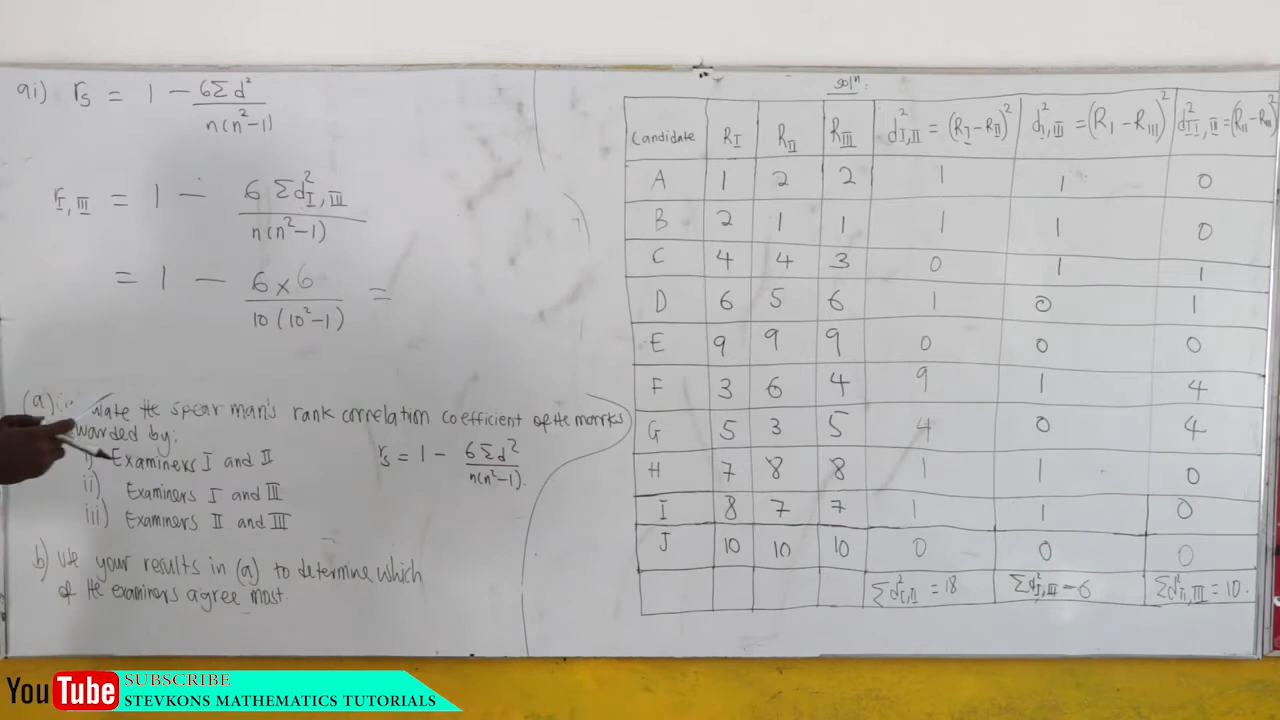 ai) rs = 1 − 6Σd² / n(n²−1)
r I,III = 1 − 6Σd²I,III / n(n²−1)
= 1 − 6×6 / 10(10²−1) =
(a)(i) the spearman's rank correlation coefficient of the marks
awarded by:
i) Examiners I and II
rs = 1 − 6Σd² / n(n²−1).
ii) Examiners I and III
iii) Examiners II and III
b) Use your results in (a) to determine which
of the examiners agree most.
soln:
Candidate RI RII RIII d²I,II = (RI−RII)² d²I,III = (RI−RIII)² d²II,III = (RII−RIII)²
A 1 2 2 1 1 0
B 2 1 1 1 1 0
C 4 4 3 0 1 1
D 6 5 6 1 0 1
E 9 9 9 0 0 0
F 3 6 4 9 1 4
G 5 3 5 4 0 4
H 7 8 8 1 1 0
I 8 7 7 1 1 0
J 10 10 10 0 0 0
Σd²I,II = 18 Σd²I,III = 6 Σd²II,III = 10.
YouTube
SUBSCRIBE
STEVKONS MATHEMATICS TUTORIALS